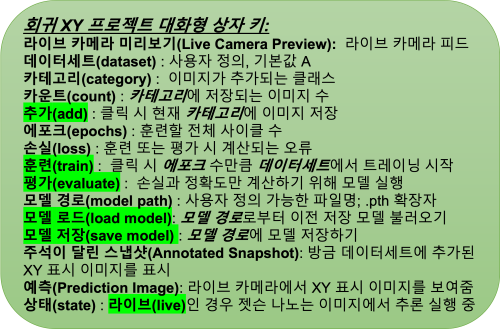 회귀 XY 프로젝트 대화형 상자 키:
라이브 카메라 미리보기(Live Camera Preview): 라이브 카메라 피드
데이터세트(dataset) : 사용자 정의, 기본값 A
카테고리(category) : 이미지가 추가되는 클래스
카운트(count) : 카테고리에 저장되는 이미지 수
추가(add) : 클릭 시 현재 카테고리에 이미지 저장
에포크(epochs) : 훈련할 전체 사이클 수
손실(loss) : 훈련 또는 평가 시 계산되는 오류
훈련(train) : 클릭 시 에포크 수만큼 데이터세트에서 트레이닝 시작
평가(evaluate) : 손실과 정확도만 계산하기 위해 모델 실행
모델 경로(model path) : 사용자 정의 가능한 파일명; .pth 확장자
모델 로드(load model): 모델 경로로부터 이전 저장 모델 불러오기
모델 저장(save model) : 모델 경로에 모델 저장하기
주석이 달린 스냅샷(Annotated Snapshot): 방금 데이터세트에 추가된
XY 표시 이미지를 표시
예측(Prediction Image): 라이브 카메라에서 XY 표시 이미지를 보여줌
상태(state) : 라이브(live)인 경우 젯슨 나노는 이미지에서 추론 실행 중